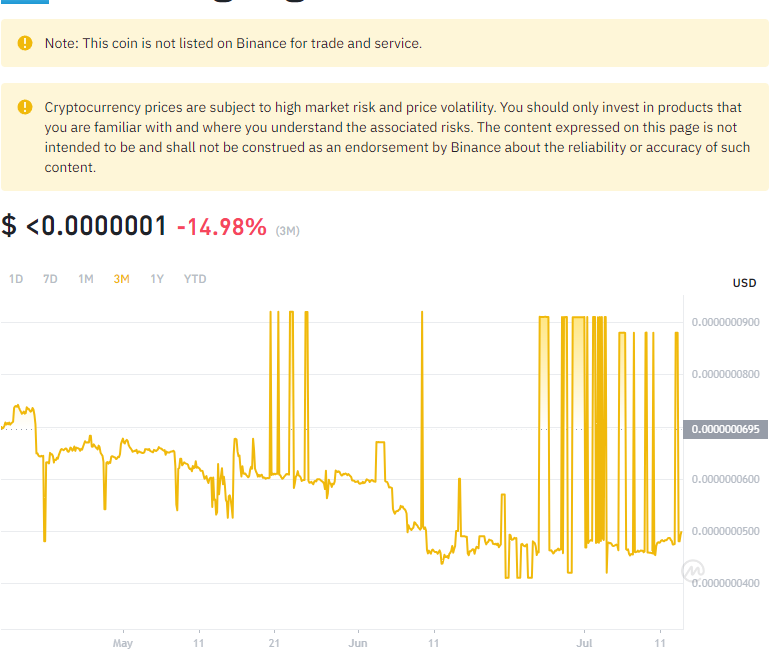 Note: This coin is not listed on Binance for trade and service.
Cryptocurrency prices are subject to high market risk and price volatility. You should only invest in products that
you are familiar with and where you understand the associated risks. The content expressed on this page is not
intended to be and shall not be construed as an endorsement by Binance about the reliability or accuracy of such
content.
$ <0.0000001 -14.98% (3M)
1D 7D 1M 3M 1Y YTD
USD
0.0000000900
0.0000000800
0.0000000695
0.0000000600
0.0000000500
0.0000000400
May 11 21 Jun 11 Jul 11